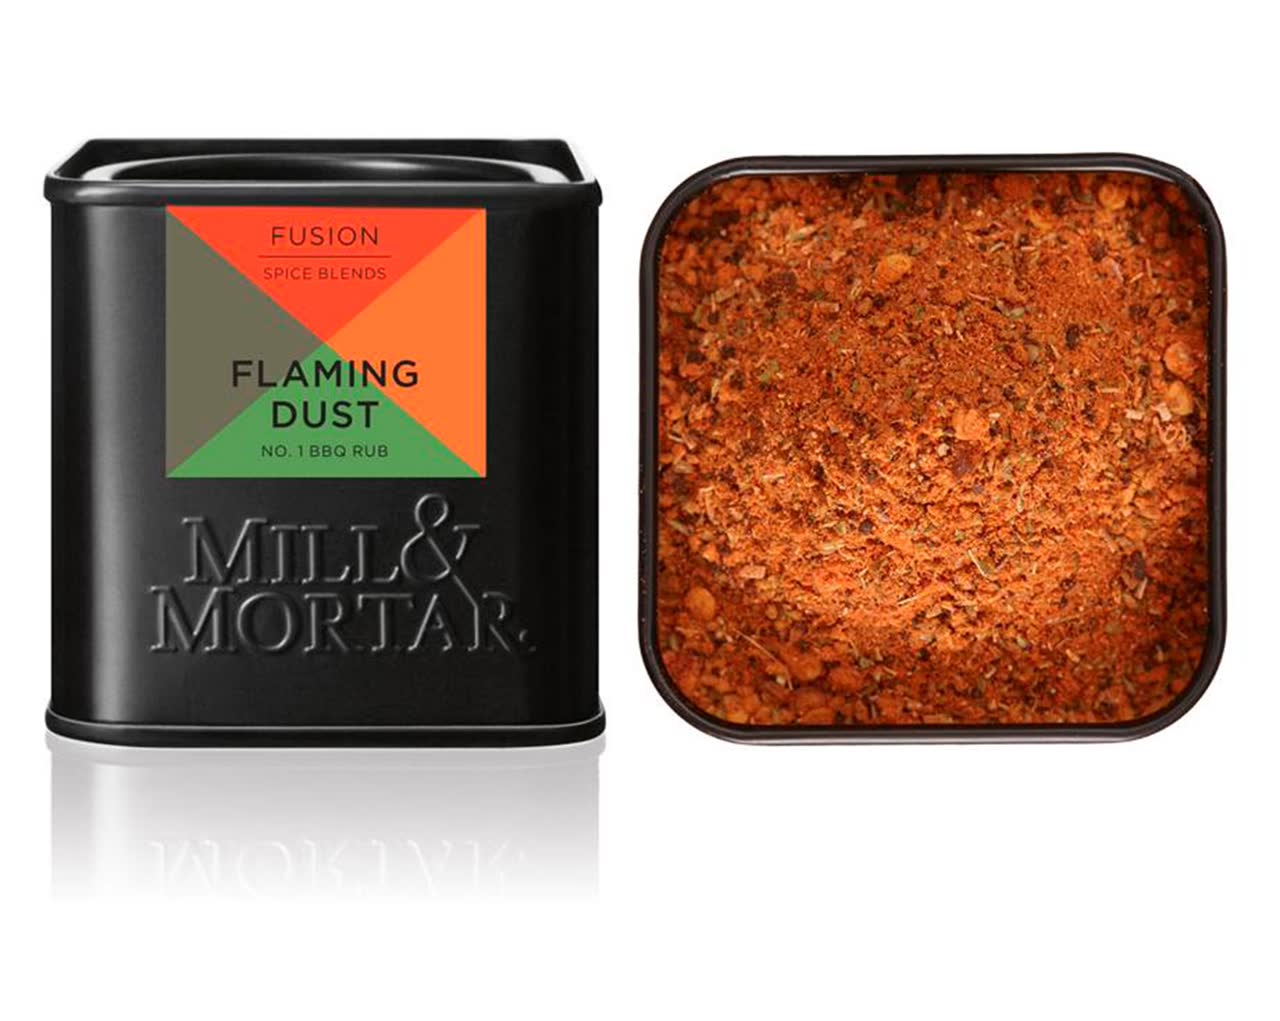 FUSION
SPICE BLENDS
FLAMING
DUST
NO. 1 BBQ RUB
MILL &
MORTAR.